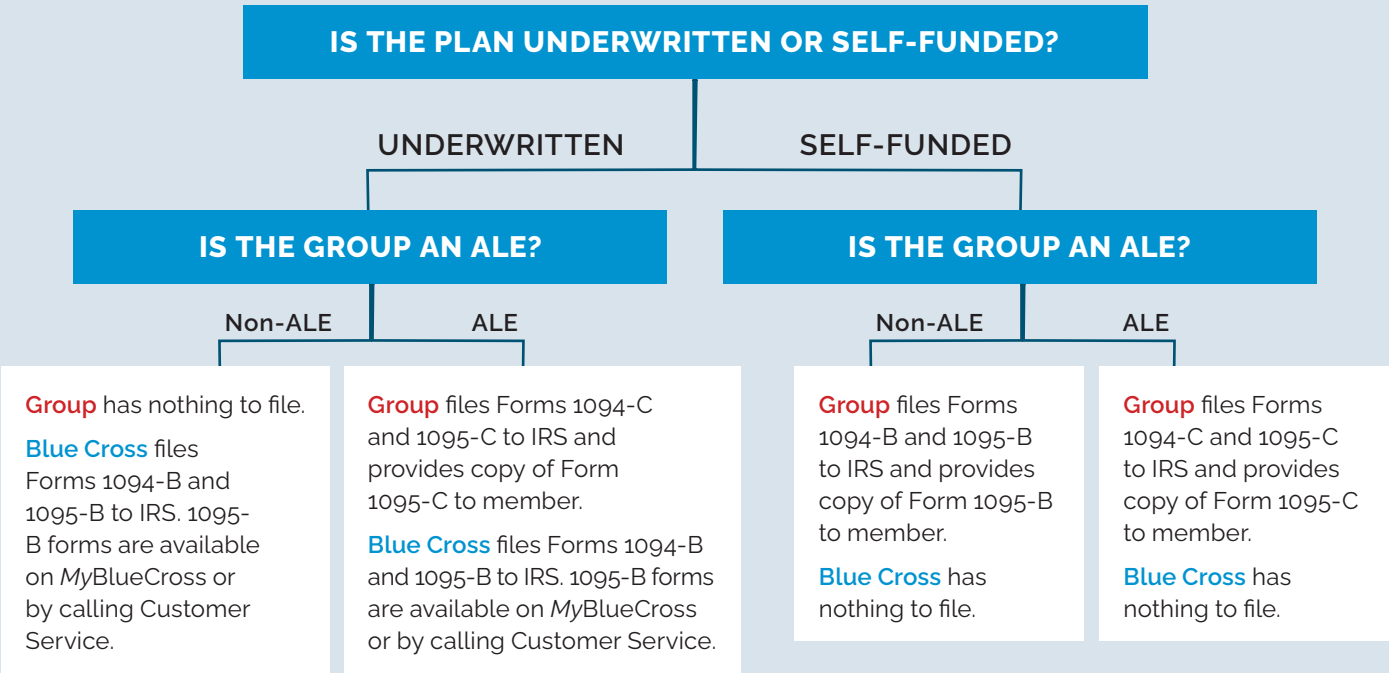 IS THE PLAN UNDERWRITTEN OR SELF-FUNDED?
UNDERWRITTEN
SELF-FUNDED
IS THE GROUP AN ALE?
IS THE GROUP AN ALE?
Non-ALE
ALE
Non-ALE
ALE
Group has nothing to file.
Blue Cross files
Forms 1094-B and
1095-B to IRS. 1095-
B forms are available
on MyBlueCross or
by calling Customer
Service.
Group files Forms 1094-C
and 1095-C to IRS and
provides copy of Form
1095-C to member.
Blue Cross files Forms 1094-B
and 1095-B to IRS. 1095-B forms
are available on MyBlueCross
or by calling Customer Service.
Group files Forms
1094-B and 1095-B
to IRS and provides
copy of Form 1095-B
to member.
Blue Cross has
nothing to file.
Group files Forms
1094-C and 1095-C
to IRS and provides
copy of Form 1095-C
to member.
Blue Cross has
nothing to file.